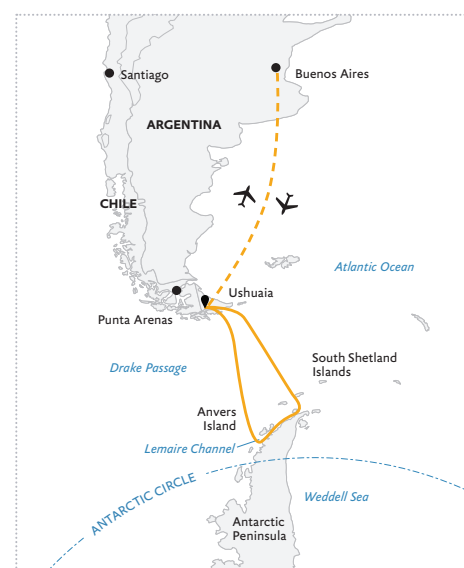 Santiago
Buenos Aires
ARGENTINA
CHILE
Atlantic Ocean
Ushuaia
Punta Arenas
Drake Passage
South Shetland
Islands
Anvers
Island
Lemaire Channel
ANTARCTIC CIRCLE
Weddell Sea
Antarctic
Peninsula